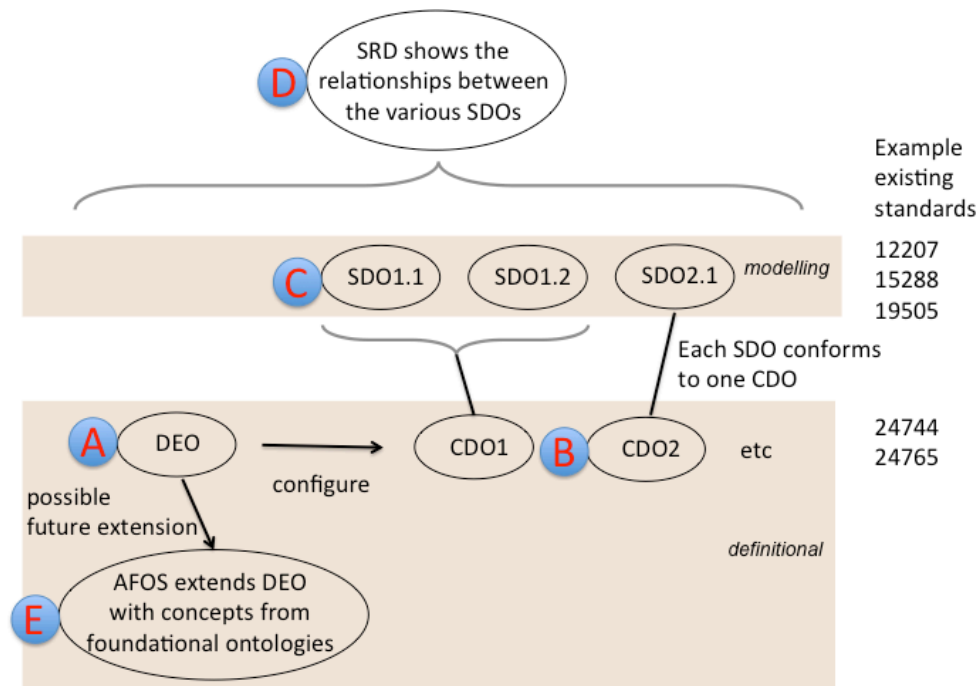 D
SRD shows the
relationships between
the various SDOs
Example
existing
standards
12207
15288
19505
C
SDO1.1
SDO1.2
SDO2.1
modelling
Each SDO conforms
to one CDO
A
DEO
configure
CDO1
B
CDO2
etc
24744
24765
possible
future extension
definitional
E
AFOS extends DEO
with concepts from
foundational ontologies